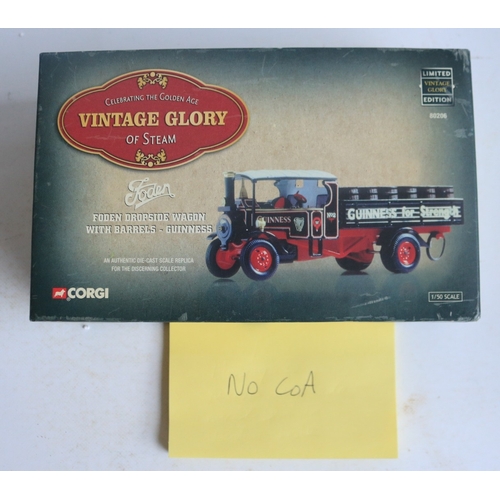 CELEBRATING THE GOLDEN AGE
VINTAGE GLORY
OF STEAM
LIMITED
VINTAGE
GLORY
EDITION
80206
Foden
FODEN DROPSIDE WAGON
WITH BARRELS - GUINNESS
AN AUTHENTIC DIE-CAST SCALE REPLICA
FOR THE DISCERNING COLLECTOR
GUINNESS
GUINNESS for
CORGI
1/50 SCALE
No CoA